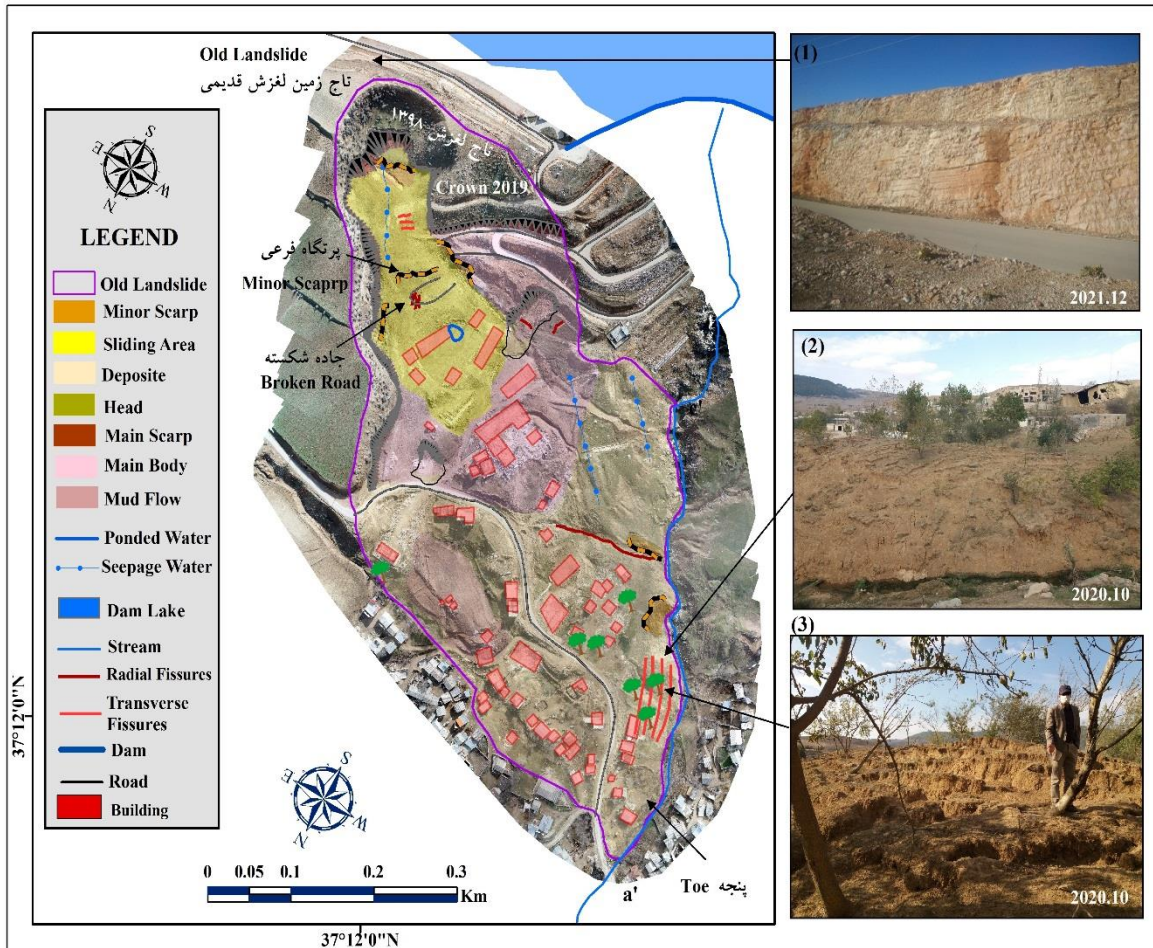 Old Landslide
تاج زمین لغزش قدیمی
تاج لغزش ۱۳۹۸
Crown 2019
پرتگاه فرعی
Minor Scaprp
جاده شکسته
Broken Road
S
E
W
N
LEGEND
Old Landslide
Minor Scarp
Sliding Area
Deposite
Head
Main Scarp
Main Body
Mud Flow
Ponded Water
Seepage Water
Dam Lake
Stream
Radial Fissures
Transverse
Fissures
Dam
Road
Building
37°12'0"N
S
E
W
N
0 0.05 0.1 0.2 0.3
Km
a'
Toe پنجه
37°12'0"N
(1)
2021.12
(2)
2020.10
(3)
2020.10